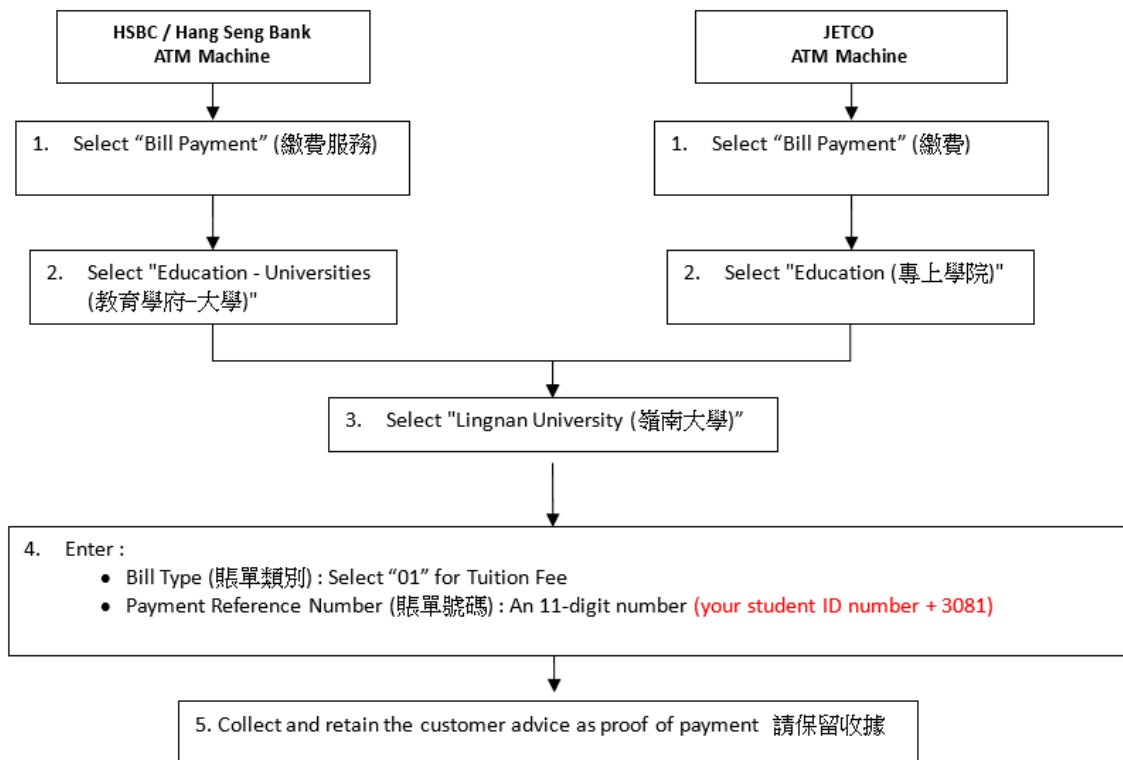 HSBC / Hang Seng Bank
ATM Machine
JETCO
ATM Machine
1. Select “Bill Payment” (繳費服務)
1. Select “Bill Payment” (繳費)
2. Select "Education - Universities
(教育學府–大學)"
2. Select "Education (專上學院)"
3. Select "Lingnan University (嶺南大學)”
4. Enter :
• Bill Type (賬單類別) : Select “01” for Tuition Fee
• Payment Reference Number (賬單號碼) : An 11-digit number (your student ID number + 3081)
5. Collect and retain the customer advice as proof of payment 請保留收據